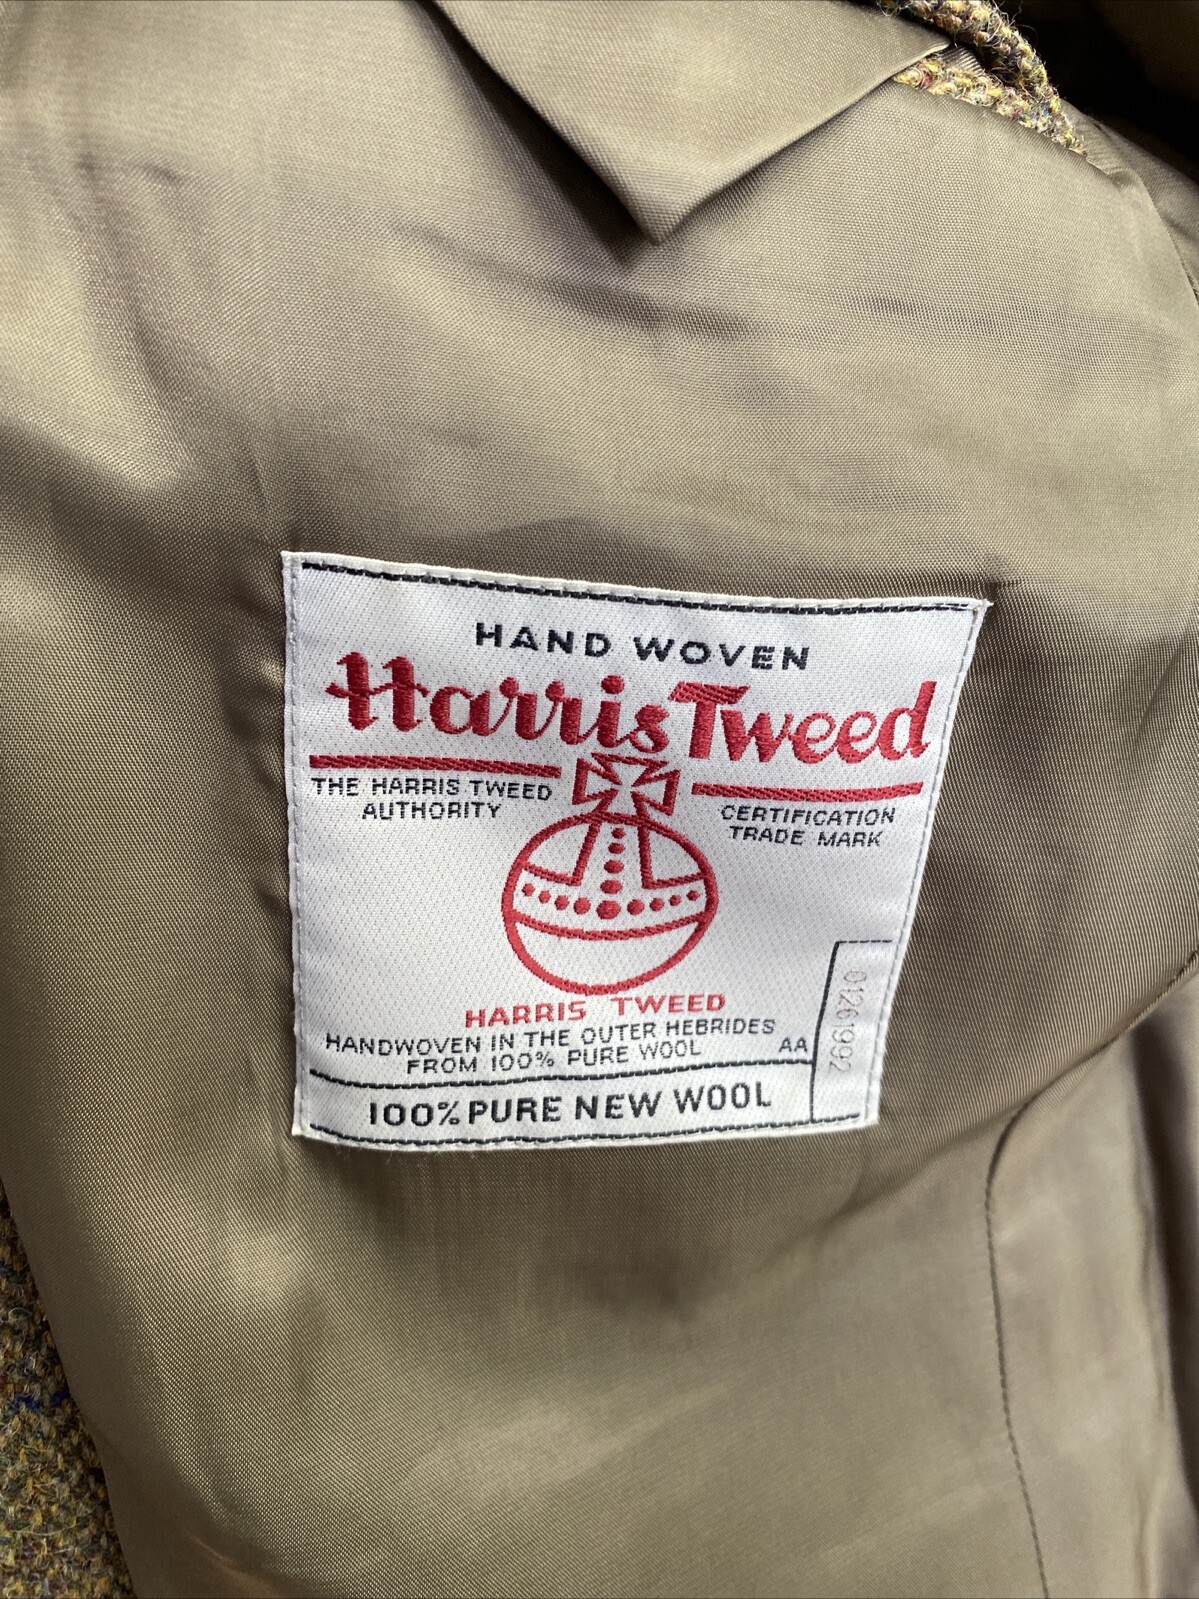 HAND WOVEN
Harris Tweed
THE HARRIS TWEED
AUTHORITY
CERTIFICATION
TRADE MARK
HARRIS TWEED
HANDWOVEN IN THE OUTER HEBRIDES
FROM 100% PURE WOOL
AA
01261992
100% PURE NEW WOOL